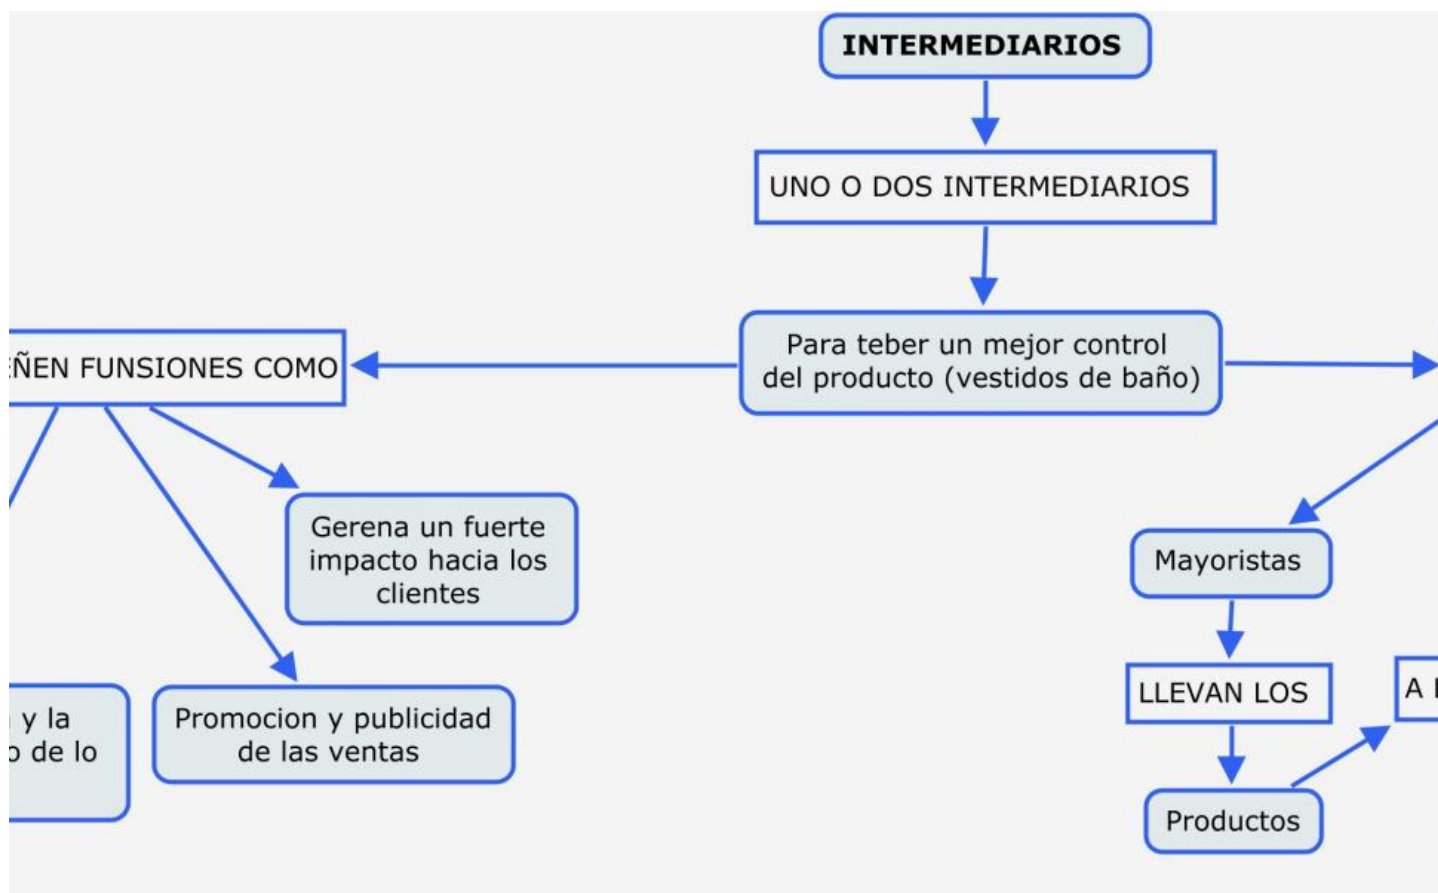 INTERMEDIARIOS
UNO O DOS INTERMEDIARIOS
Para teber un mejor control
del producto (vestidos de baño)
FUNSIONES COMO
Gerena un fuerte
impacto hacia los
clientes
Mayoristas
LLEVAN LOS
A
y la
de lo
Promocion y publicidad
de las ventas
Productos